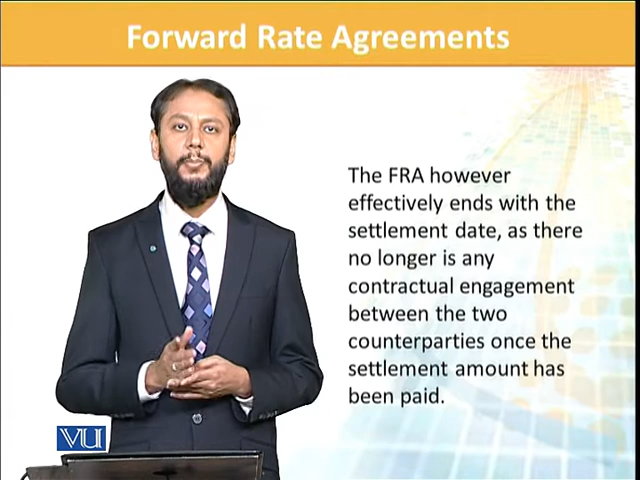 Forward Rate Agreements
The FRA however
effectively ends with the
settlement date, as there
no longer is any
contractual engagement
between the two
counterparties once the
settlement amount has
been paid.
VU